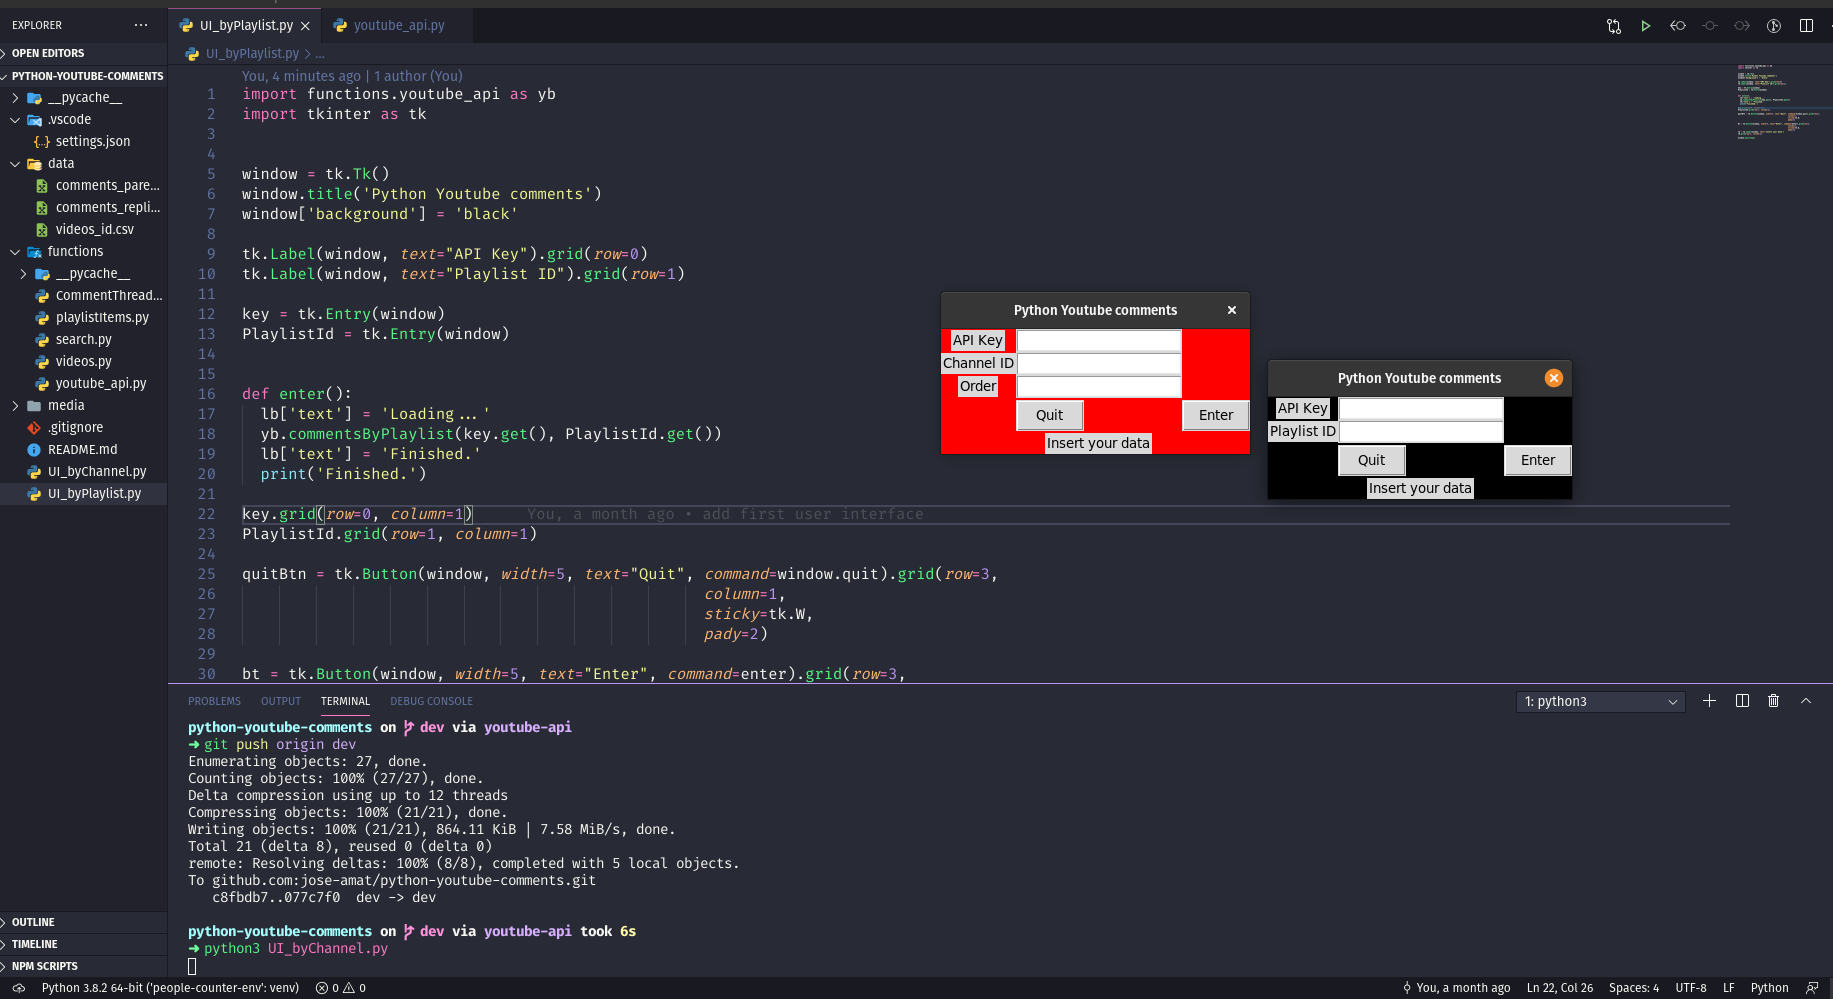 EXPLORER
OPEN EDITORS
PYTHON-YOUTUBE-COMMENTS
__pycache__
.vscode
settings.json
data
comments_pare...
comments_repli...
videos_id.csv
functions
__pycache__
CommentThread...
playlistItems.py
search.py
videos.py
youtube_api.py
media
.gitignore
README.md
UI_byChannel.py
UI_byPlaylist.py
OUTLINE
TIMELINE
NPM SCRIPTS
UI_byPlaylist.py
youtube_api.py
UI_byPlaylist.py > ...
You, 4 minutes ago | 1 author (You)
1 import functions.youtube_api as yb
2 import tkinter as tk
3
4
5 window = tk.Tk()
6 window.title('Python Youtube comments')
7 window['background'] = 'black'
8
9 tk.Label(window, text="API Key").grid(row=0)
10 tk.Label(window, text="Playlist ID").grid(row=1)
11
12 key = tk.Entry(window)
13 PlaylistId = tk.Entry(window)
14
15
16 def enter():
17 lb['text'] = 'Loading...'
18 yb.commentsByPlaylist(key.get(), PlaylistId.get())
19 lb['text'] = 'Finished.'
20 print('Finished.')
21
22 key.grid(row=0, column=1) You, a month ago • add first user interface
23 PlaylistId.grid(row=1, column=1)
24
25 quitBtn = tk.Button(window, width=5, text="Quit", command=window.quit).grid(row=3,
26 column=1,
27 sticky=tk.W,
28 pady=2)
29
30 bt = tk.Button(window, width=5, text="Enter", command=enter).grid(row=3,
Python Youtube comments
API Key
Channel ID
Order
Quit
Enter
Insert your data
Python Youtube comments
API Key
Playlist ID
Quit
Enter
Insert your data
PROBLEMS OUTPUT TERMINAL DEBUG CONSOLE
1: python3
python-youtube-comments on dev via youtube-api
➜ git push origin dev
Enumerating objects: 27, done.
Counting objects: 100% (27/27), done.
Delta compression using up to 12 threads
Compressing objects: 100% (21/21), done.
Writing objects: 100% (21/21), 864.11 KiB | 7.58 MiB/s, done.
Total 21 (delta 8), reused 0 (delta 0)
remote: Resolving deltas: 100% (8/8), completed with 5 local objects.
To github.com:jose-amat/python-youtube-comments.git
c8fbdb7..077c7f0 dev -> dev
python-youtube-comments on dev via youtube-api took 6s
➜ python3 UI_byChannel.py
Python 3.8.2 64-bit ('people-counter-env': venv) 0 0
You, a month ago Ln 22, Col 26 Spaces: 4 UTF-8 LF Python